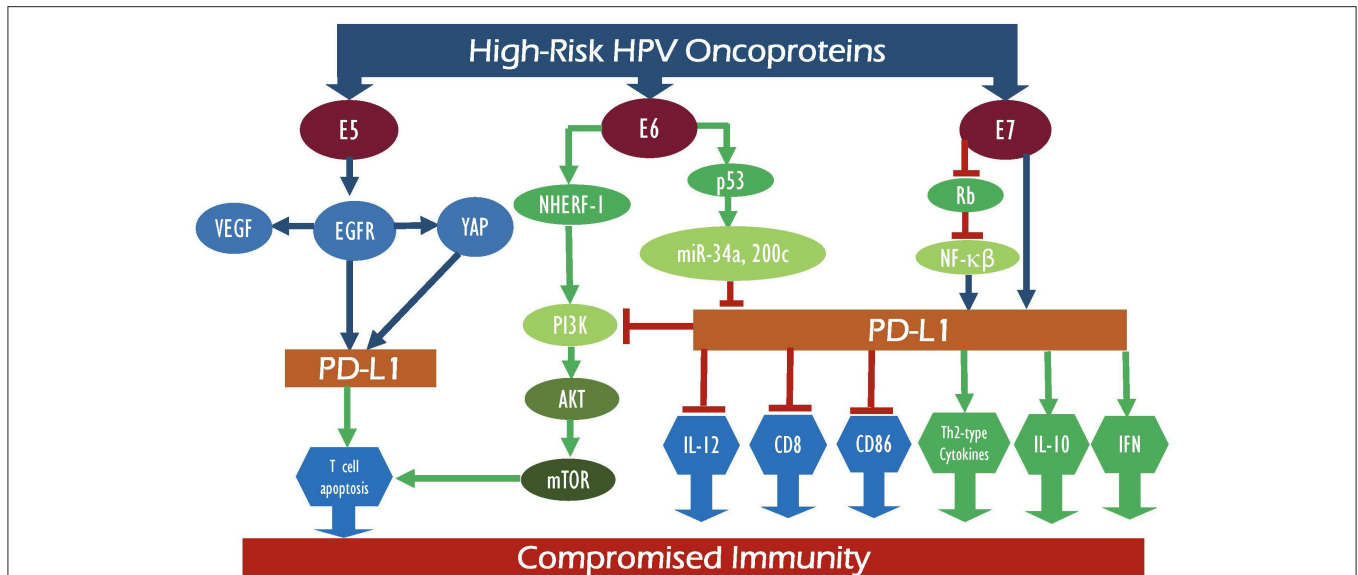 High-Risk HPV Oncoproteins
E5
E6
E7
NHERF-1
p53
Rb
VEGF
EGFR
YAP
miR-34a, 200c
NF-κβ
PI3K
PD-L1
PD-L1
AKT
T cell
apoptosis
mTOR
IL-12
CD8
CD86
Th2-type
Cytokines
IL-10
IFN
Compromised Immunity